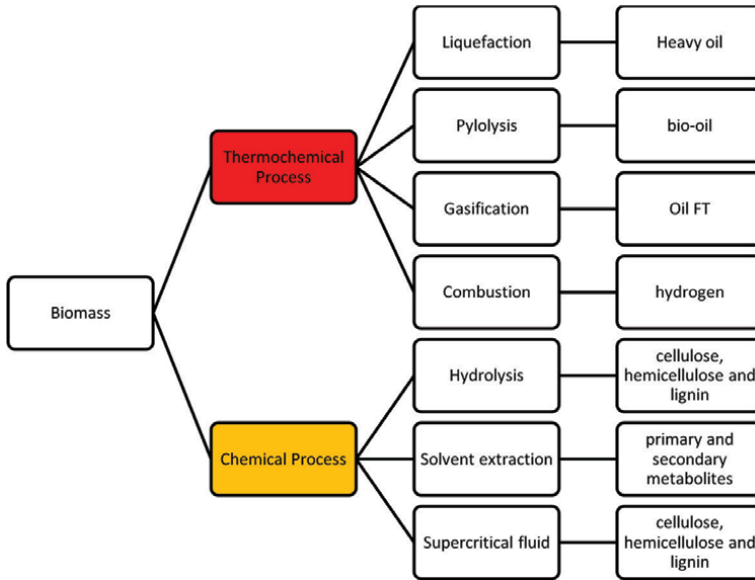 Liquefaction
Heavy oil
Pylolysis
bio-oil
Thermochemical
Process
Gasification
Oil FT
Combustion
hydrogen
Biomass
Hydrolysis
cellulose,
hemicellulose and
lignin
Chemical Process
Solvent extraction
primary and
secondary
metabolites
Supercritical fluid
cellulose,
hemicellulose and
lignin